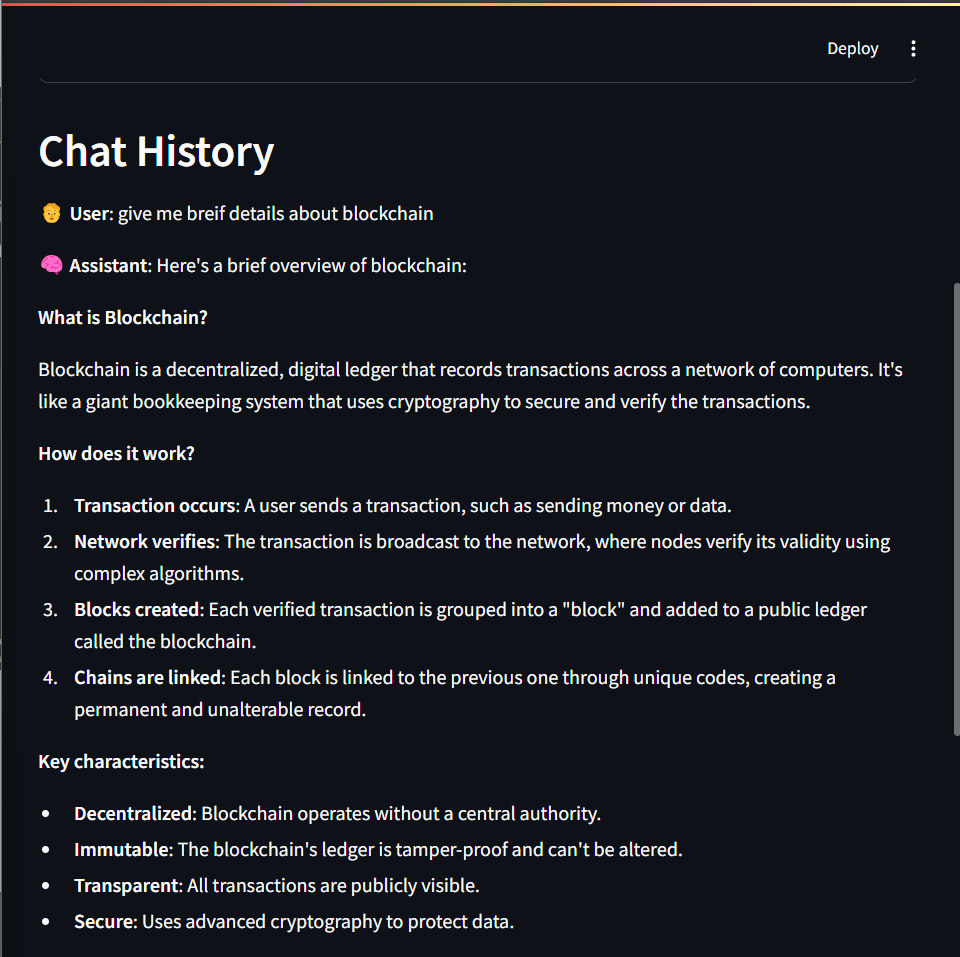 Deploy
Chat History
User: give me breif details about blockchain
Assistant: Here's a brief overview of blockchain:
What is Blockchain?
Blockchain is a decentralized, digital ledger that records transactions across a network of computers. It's
like a giant bookkeeping system that uses cryptography to secure and verify the transactions.
How does it work?
1. Transaction occurs: A user sends a transaction, such as sending money or data.
2. Network verifies: The transaction is broadcast to the network, where nodes verify its validity using
complex algorithms.
3. Blocks created: Each verified transaction is grouped into a "block" and added to a public ledger
called the blockchain.
4. Chains are linked: Each block is linked to the previous one through unique codes, creating a
permanent and unalterable record.
Key characteristics:
• Decentralized: Blockchain operates without a central authority.
• Immutable: The blockchain's ledger is tamper-proof and can't be altered.
• Transparent: All transactions are publicly visible.
• Secure: Uses advanced cryptography to protect data.